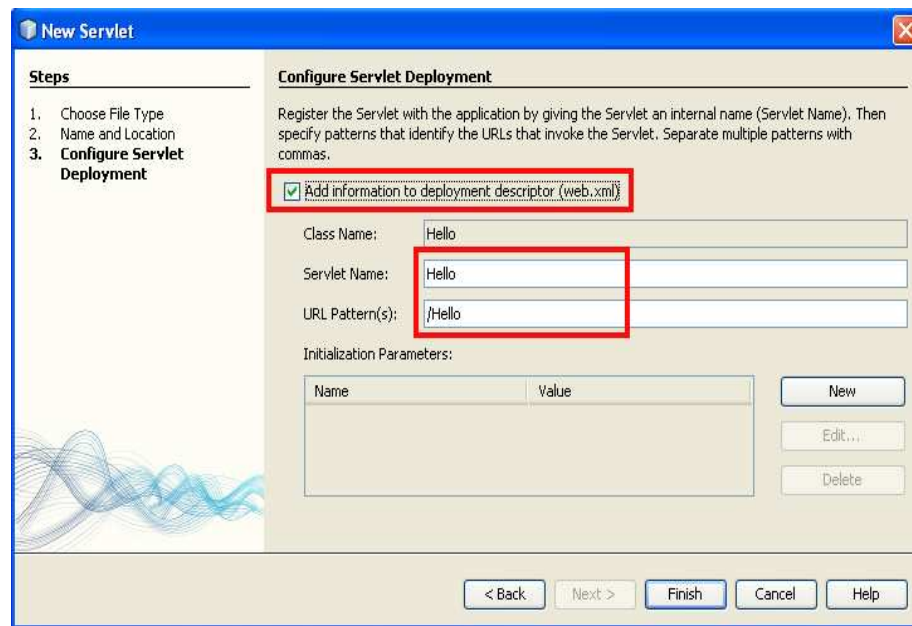 New Servlet
Steps
1. Choose File Type
2. Name and Location
3. Configure Servlet
Deployment
Configure Servlet Deployment
Register the Servlet with the application by giving the Servlet an internal name (Servlet Name). Then
specify patterns that identify the URLs that invoke the Servlet. Separate multiple patterns with
commas.
Add information to deployment descriptor (web.xml)
Class Name: Hello
Servlet Name: Hello
URL Pattern(s): /Hello
Initialization Parameters:
Name Value
New
Edit...
Delete
< Back Next > Finish Cancel Help